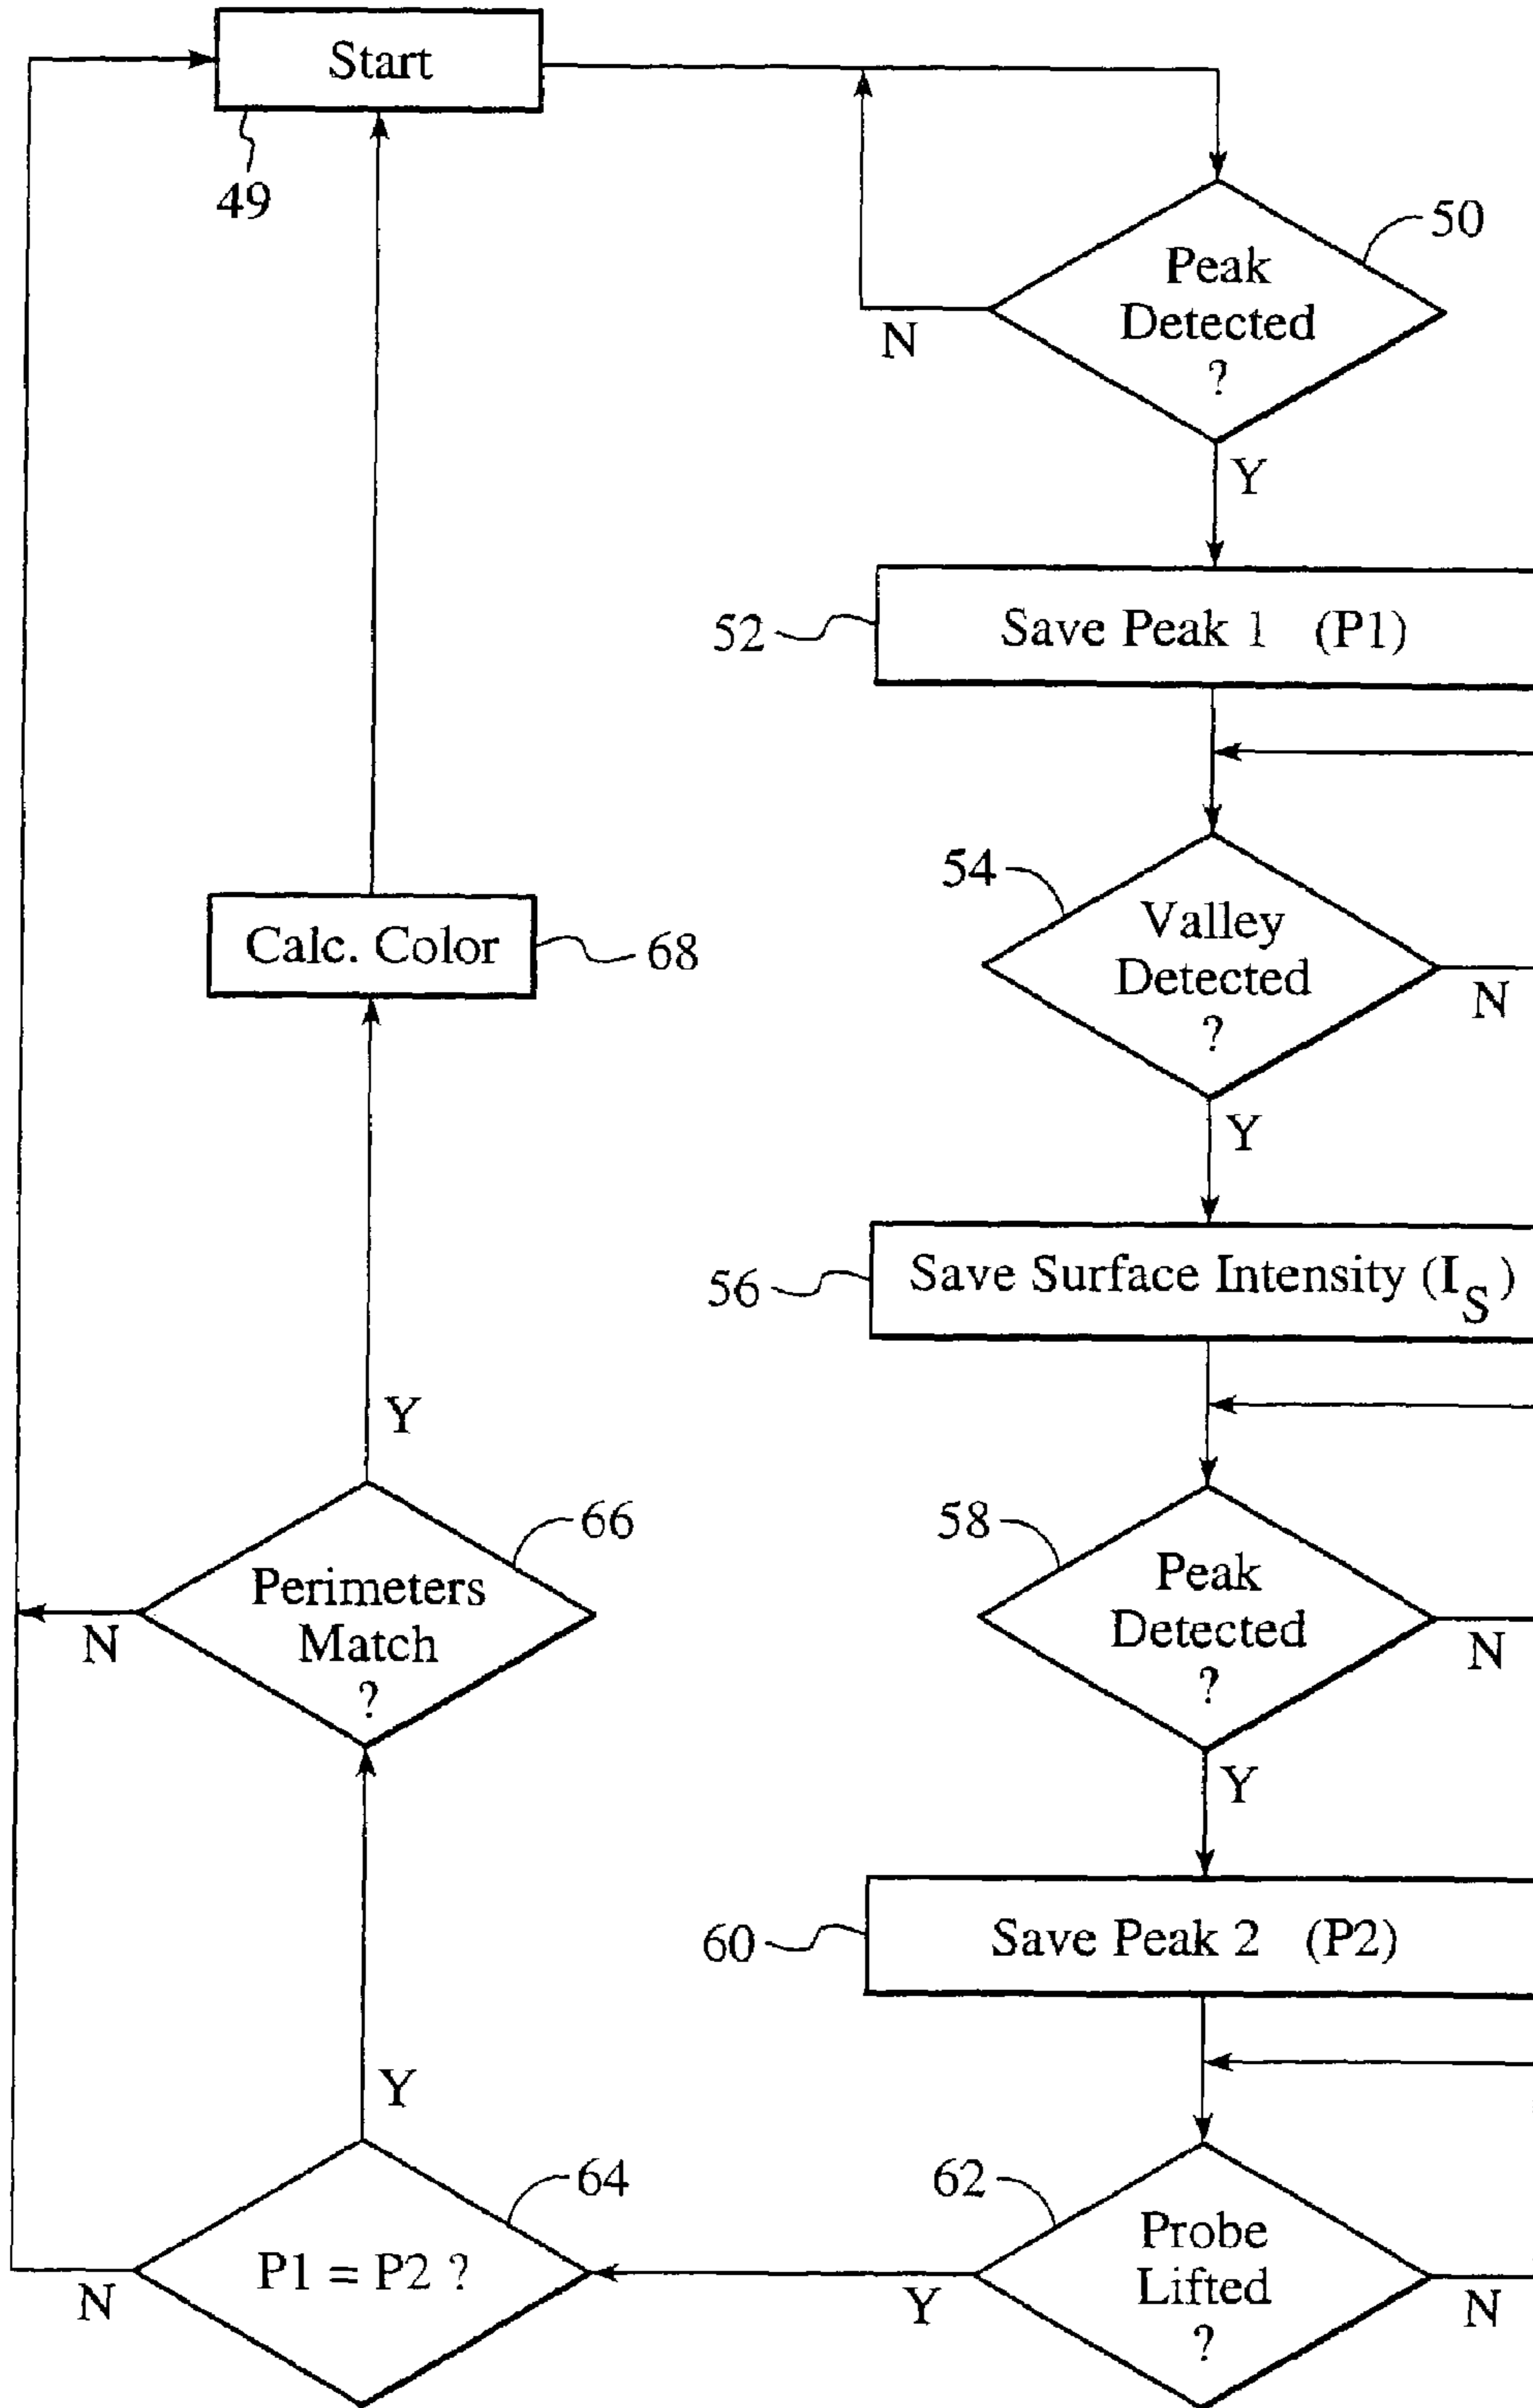 Start
49
50
Peak
Detected
?
N
Y
52
Save Peak 1 (P1)
54
Valley
Detected
?
N
Y
68
Calc. Color
56
Save Surface Intensity (IS)
Y
58
Peak
Detected
?
N
Y
66
Perimeters
Match
?
N
60
Save Peak 2 (P2)
Y
62
Probe
Lifted
?
N
Y
64
P1 = P2 ?
N